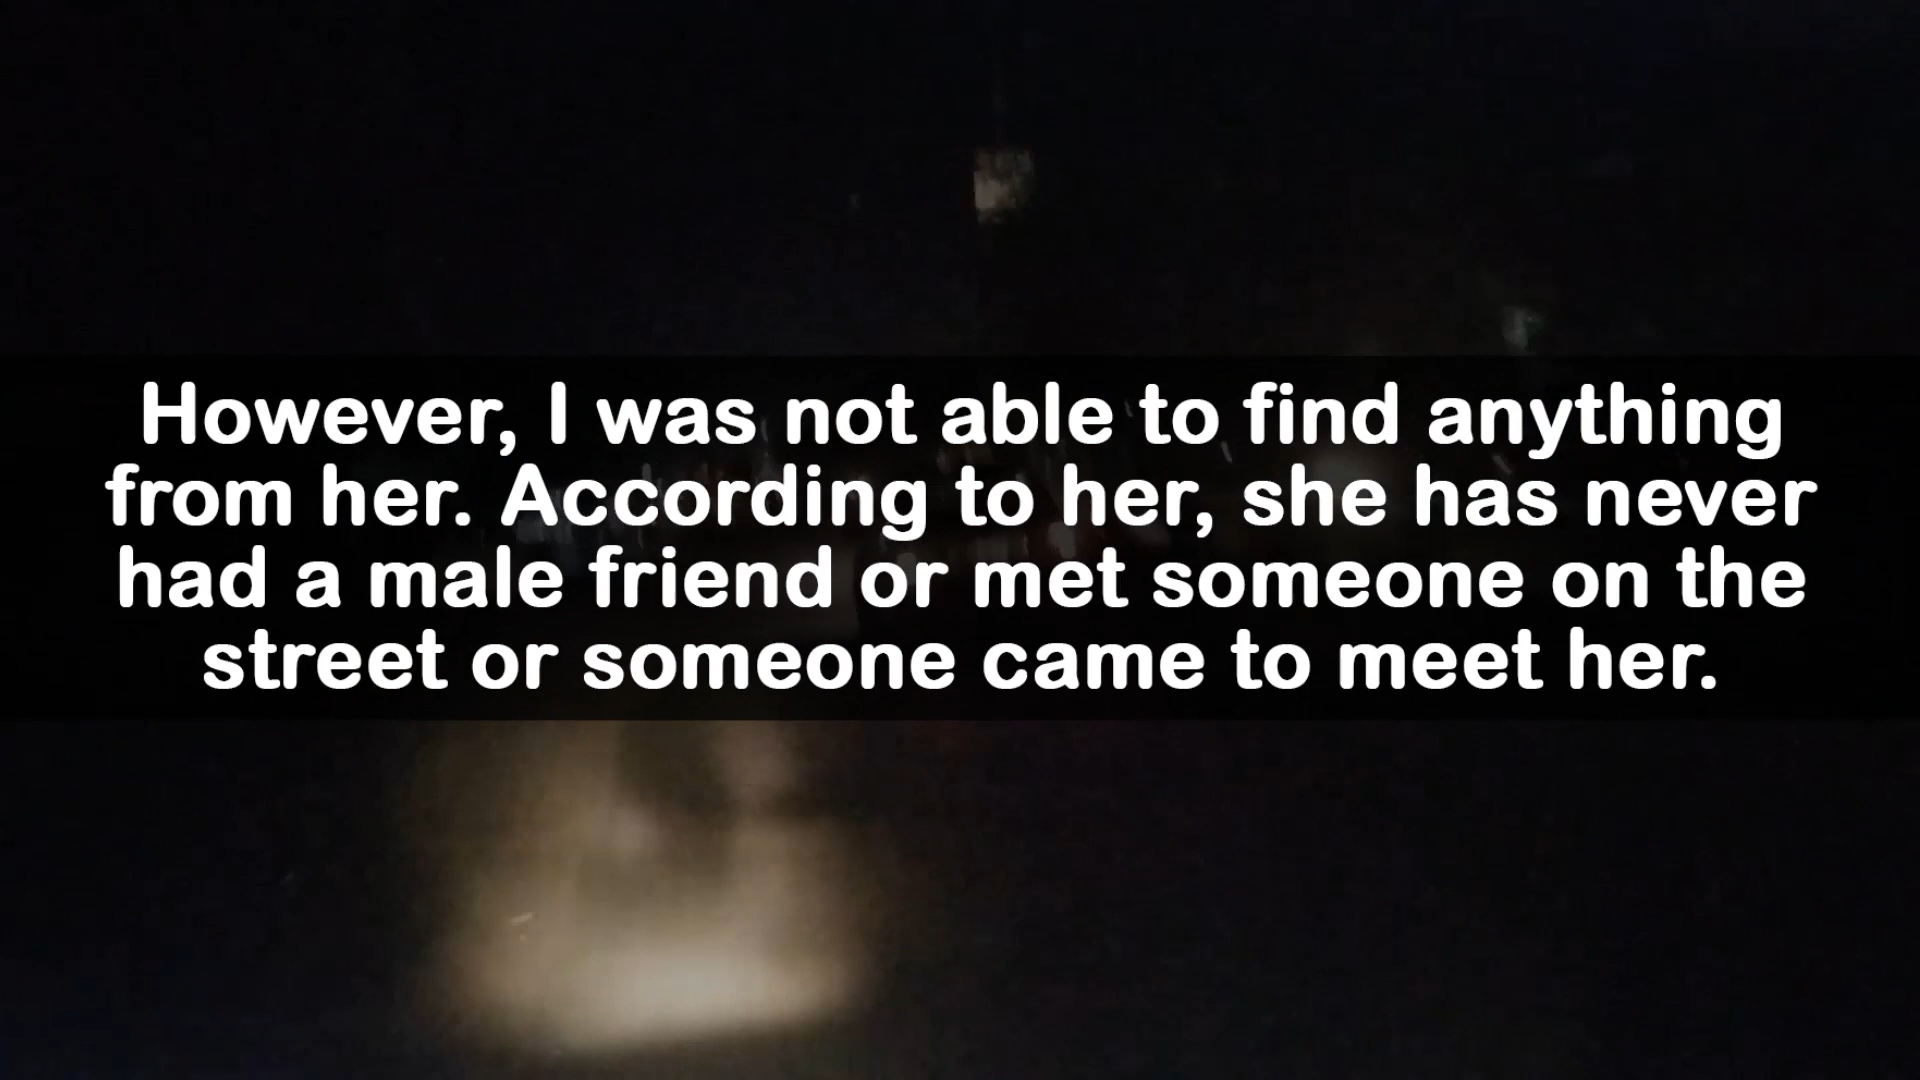 However, I was not able to find anything
from her. According to her, she has never
had a male friend or met someone on the
street or someone came to meet her.